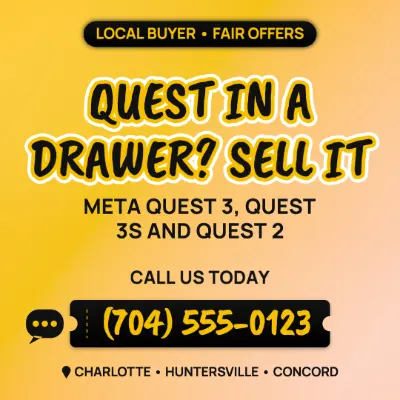 LOCAL BUYER • FAIR OFFERS
QUEST IN A
DRAWER? SELL IT
META QUEST 3, QUEST
3S AND QUEST 2
CALL US TODAY
(704) 555-0123
CHARLOTTE • HUNTERSVILLE • CONCORD